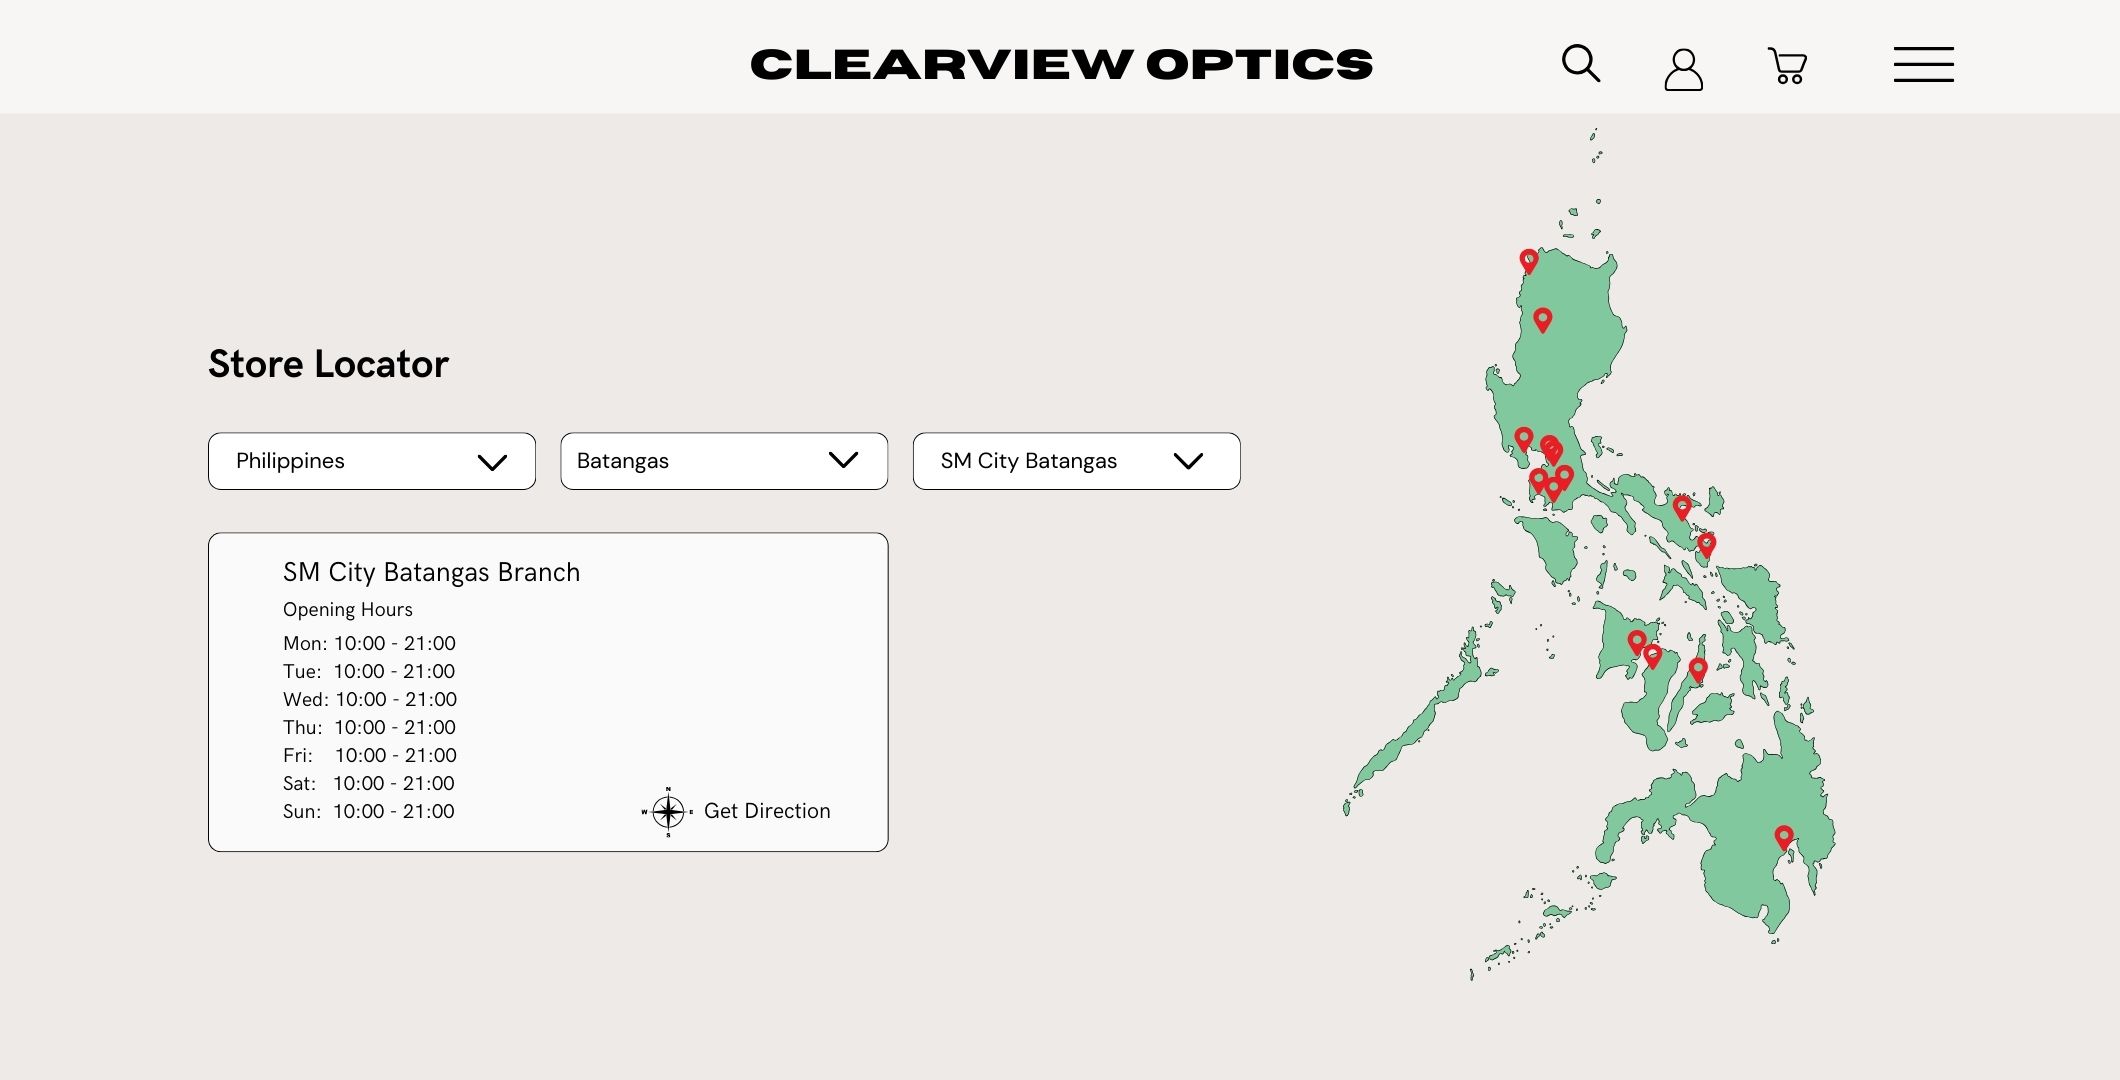 CLEARVIEW OPTICS
Store Locator
Philippines
Batangas
SM City Batangas
SM City Batangas Branch
Opening Hours
Mon: 10:00 - 21:00
Tue: 10:00 - 21:00
Wed: 10:00 - 21:00
Thu: 10:00 - 21:00
Fri: 10:00 - 21:00
Sat: 10:00 - 21:00
Sun: 10:00 - 21:00
N
W E
S
Get Direction